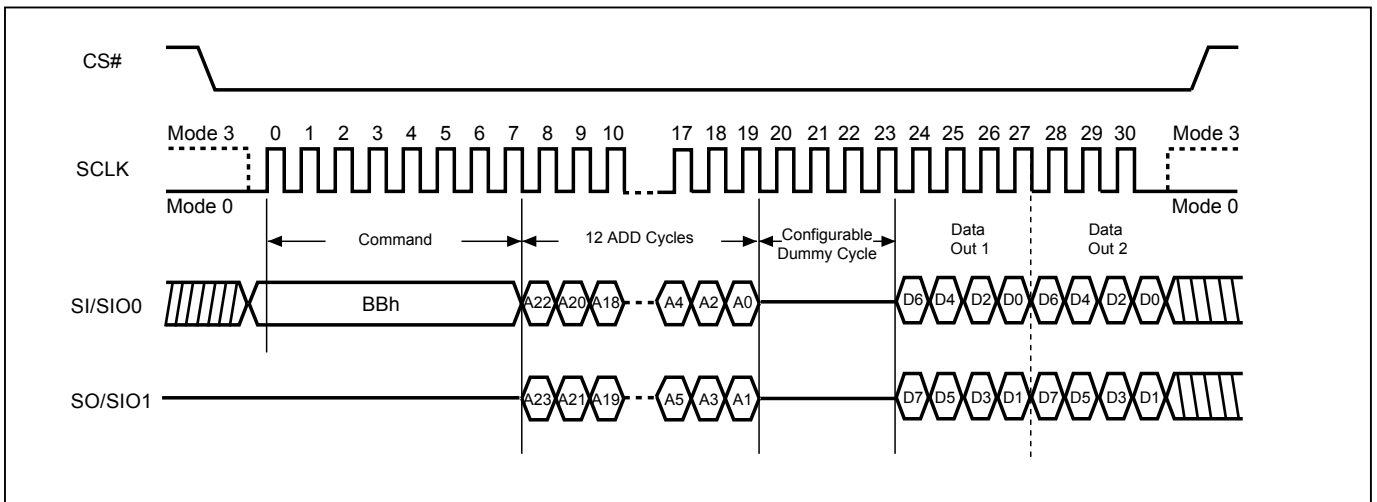 CS#
Mode 3 0 1 2 3 4 5 6 7 8 9 10 17 18 19 20 21 22 23 24 25 26 27 28 29 30 Mode 3
SCLK
Mode 0 Mode 0
Command 12 ADD Cycles Configurable Dummy Cycle Data Out 1 Data Out 2
SI/SIO0 BBh A22 A20 A18 A4 A2 A0 D6 D4 D2 D0 D6 D4 D2 D0
SO/SIO1 A23 A21 A19 A5 A3 A1 D7 D5 D3 D1 D7 D5 D3 D1